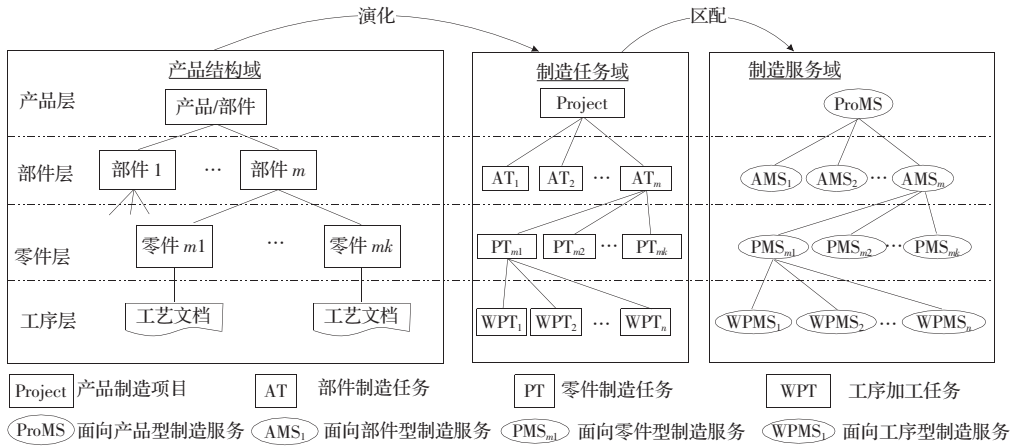 演化 区配
产品结构域 制造任务域 制造服务域
产品层 产品/部件 Project ProMS
部件层 部件 1 … 部件 m AT1 AT2 … ATm AMS1 AMS2 … AMSm
零件层 零件 m1 … 零件 mk PTm1 PTm2 … PTmk PMSm1 PMSm2 … PMSmk
工序层 工艺文档 工艺文档 WPT1 WPT2 … WPTn WPMS1 WPMS2 … WPMSn
Project 产品制造项目 AT 部件制造任务 PT 零件制造任务 WPT 工序加工任务
ProMS 面向产品型制造服务 AMS1 面向部件型制造服务 PMSm1 面向零件型制造服务 WPMS1 面向工序型制造服务